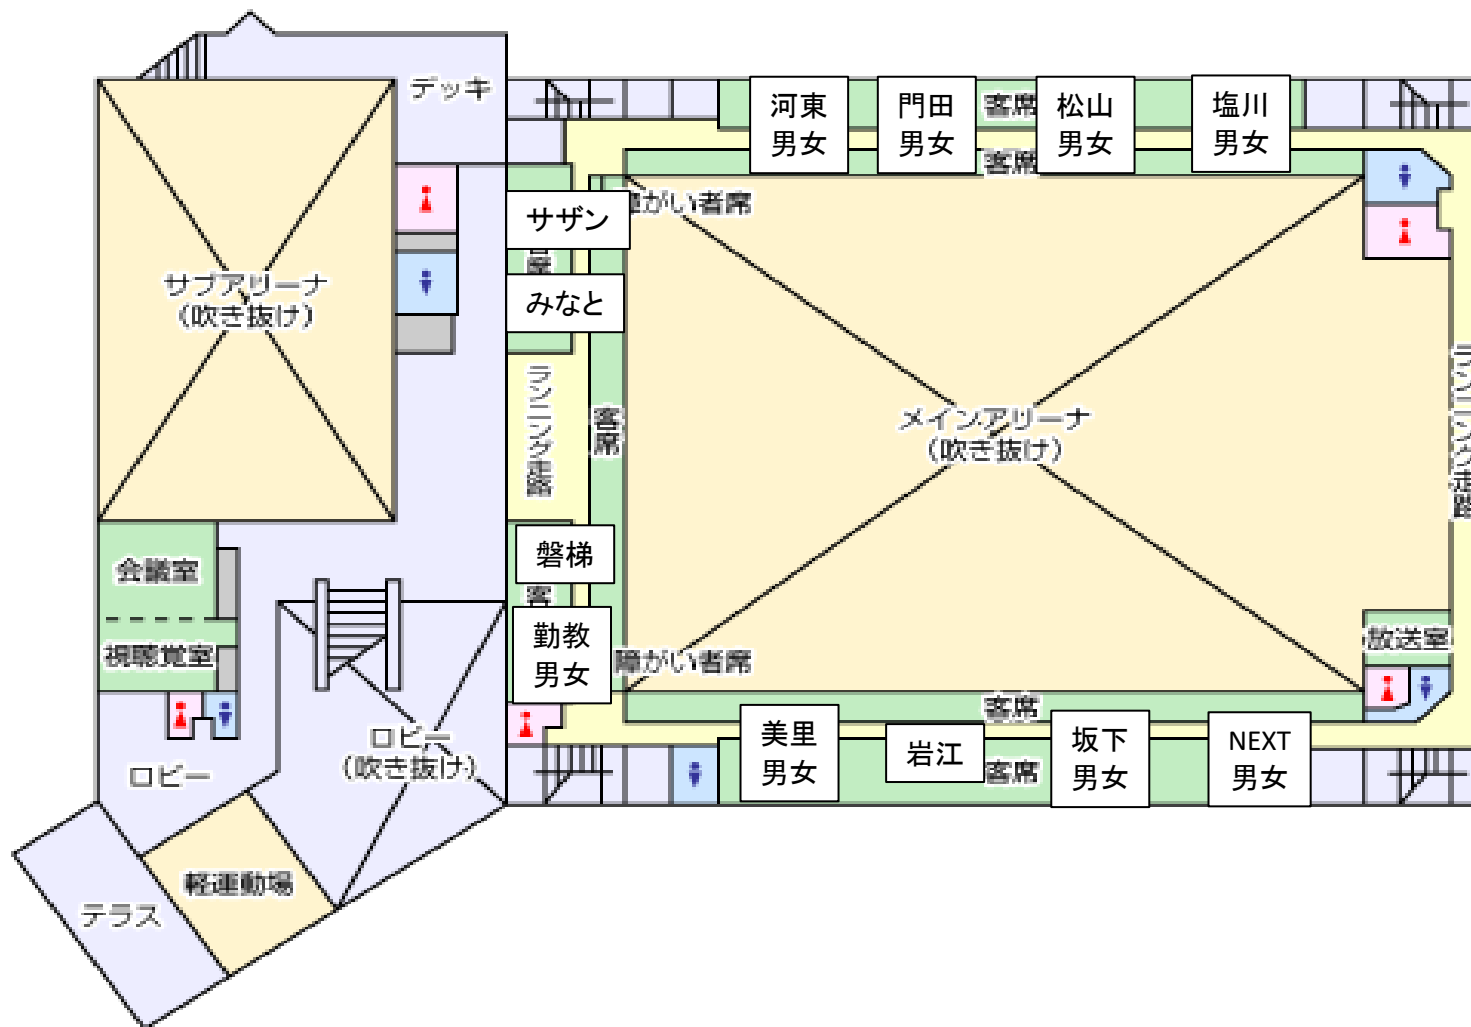 デッキ
河東
男女
門田
男女
客席
松山
男女
塩川
男女
客席
障がい者席
サザン
客席
みなと
サブアリーナ
(吹き抜け)
ランニング走路
客席
メインアリーナ
(吹き抜け)
ランニング走路
会議室
視聴覚室
磐梯
客
勤教
男女
障がい者席
放送室
客席
美里
男女
岩江
客席
坂下
男女
NEXT
男女
ロビー
(吹き抜け)
ロビー
軽運動場
テラス